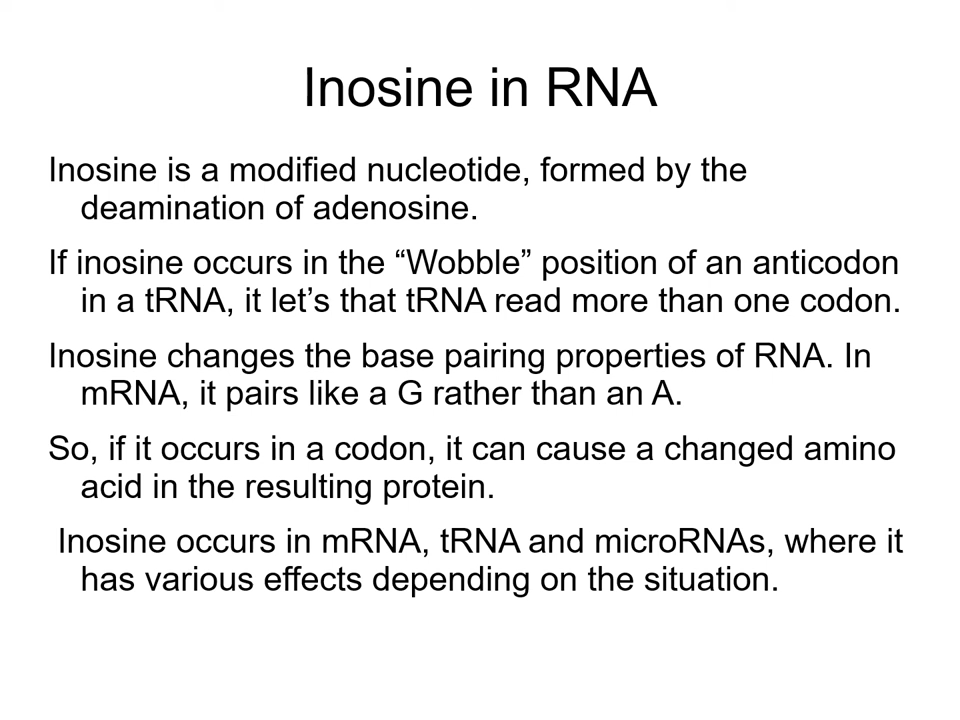 Inosine in RNA
Inosine is a modified nucleotide, formed by the
deamination of adenosine.
If inosine occurs in the “Wobble” position of an anticodon
in a tRNA, it let’s that tRNA read more than one codon.
Inosine changes the base pairing properties of RNA. In
mRNA, it pairs like a G rather than an A.
So, if it occurs in a codon, it can cause a changed amino
acid in the resulting protein.
Inosine occurs in mRNA, tRNA and microRNAs, where it
has various effects depending on the situation.